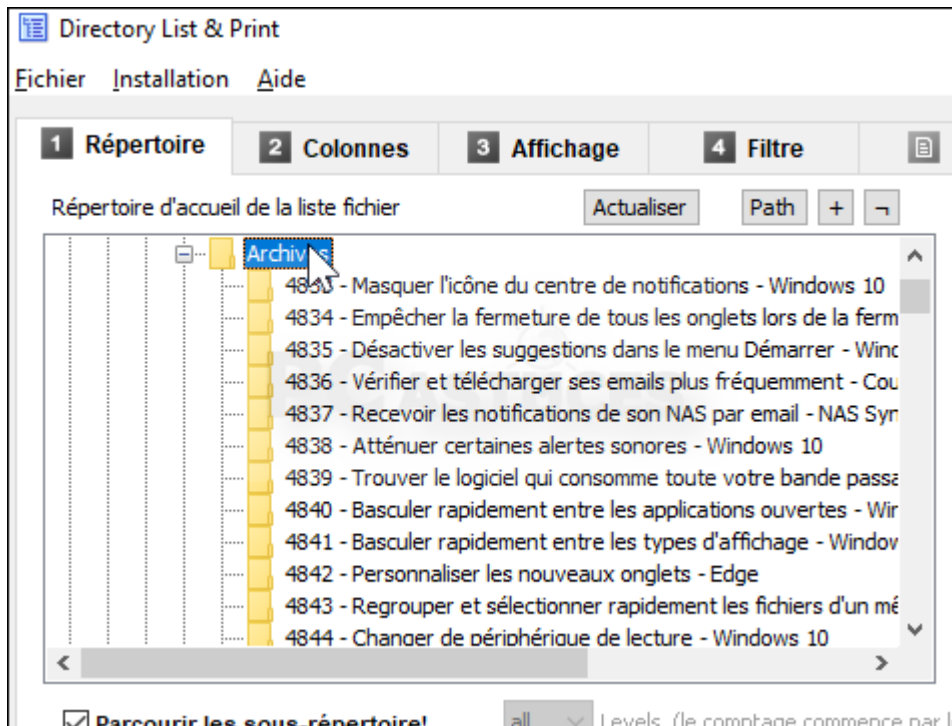 Directory List & Print
Fichier Installation Aide
1 Répertoire 2 Colonnes 3 Affichage 4 Filtre
Répertoire d'accueil de la liste fichier Actualiser Path + ¬
Archives
4833 - Masquer l'icône du centre de notifications - Windows 10
4834 - Empêcher la fermeture de tous les onglets lors de la ferm
4835 - Désactiver les suggestions dans le menu Démarrer - Winc
4836 - Vérifier et télécharger ses emails plus fréquemment - Cou
4837 - Recevoir les notifications de son NAS par email - NAS Syn
4838 - Atténuer certaines alertes sonores - Windows 10
4839 - Trouver le logiciel qui consomme toute votre bande passa
4840 - Basculer rapidement entre les applications ouvertes - Wir
4841 - Basculer rapidement entre les types d'affichage - Window
4842 - Personnaliser les nouveaux onglets - Edge
4843 - Regrouper et sélectionner rapidement les fichiers d'un mê
4844 - Changer de périphérique de lecture - Windows 10
PC ASTUCES
Parcourir les sous-répertoire! all Levels (le comptage commence par l